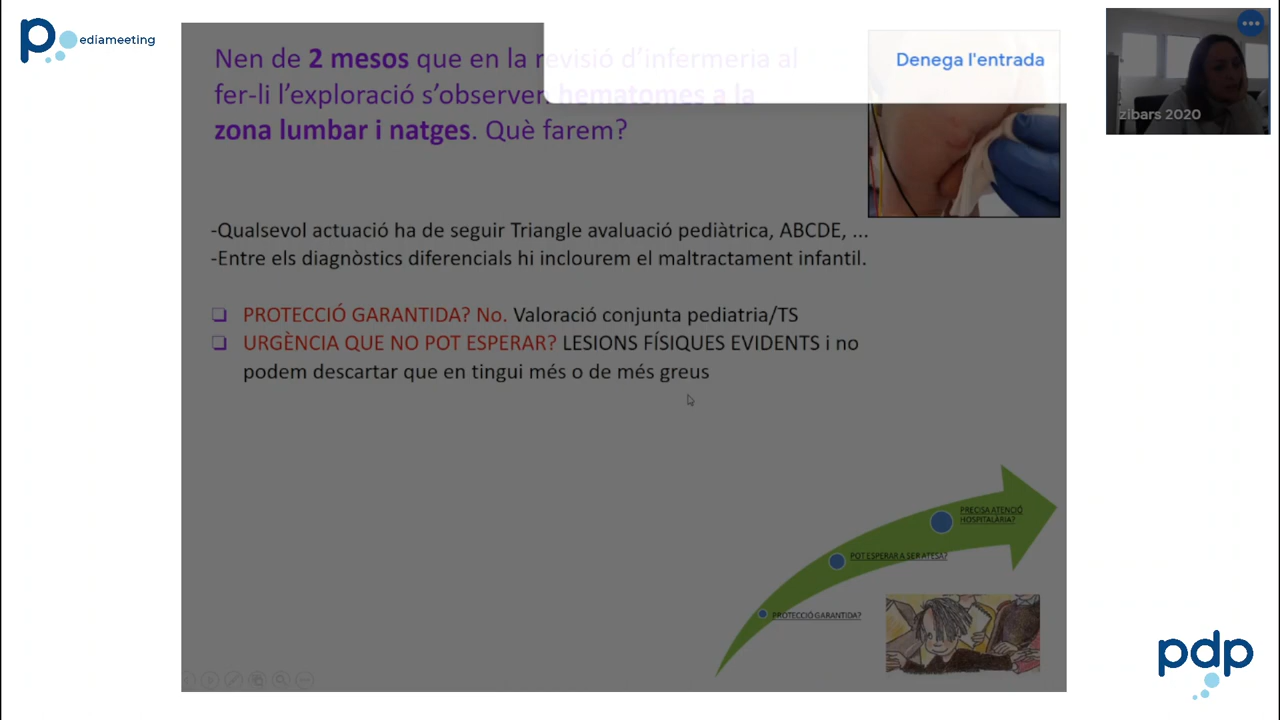 pediameeting
Nen de 2 mesos que en la revisió d'infermeria al
fer-li l'exploració s'observen hematomes a la
zona lumbar i natges. Què farem?
Denega l'entrada
zibars 2020
-Qualsevol actuació ha de seguir Triangle avaluació pediàtrica, ABCDE, ...
-Entre els diagnòstics diferencials hi inclourem el maltractament infantil.
PROTECCIÓ GARANTIDA? No. Valoració conjunta pediatria/TS
URGÈNCIA QUE NO POT ESPERAR? LESIONS FÍSIQUES EVIDENTS i no
podem descartar que en tingui més o de més greus
PRECISA ATENCIÓ
HOSPITALÀRIA?
POT ESPERAR A SER ATESA?
PROTECCIÓ GARANTIDA?
pdp